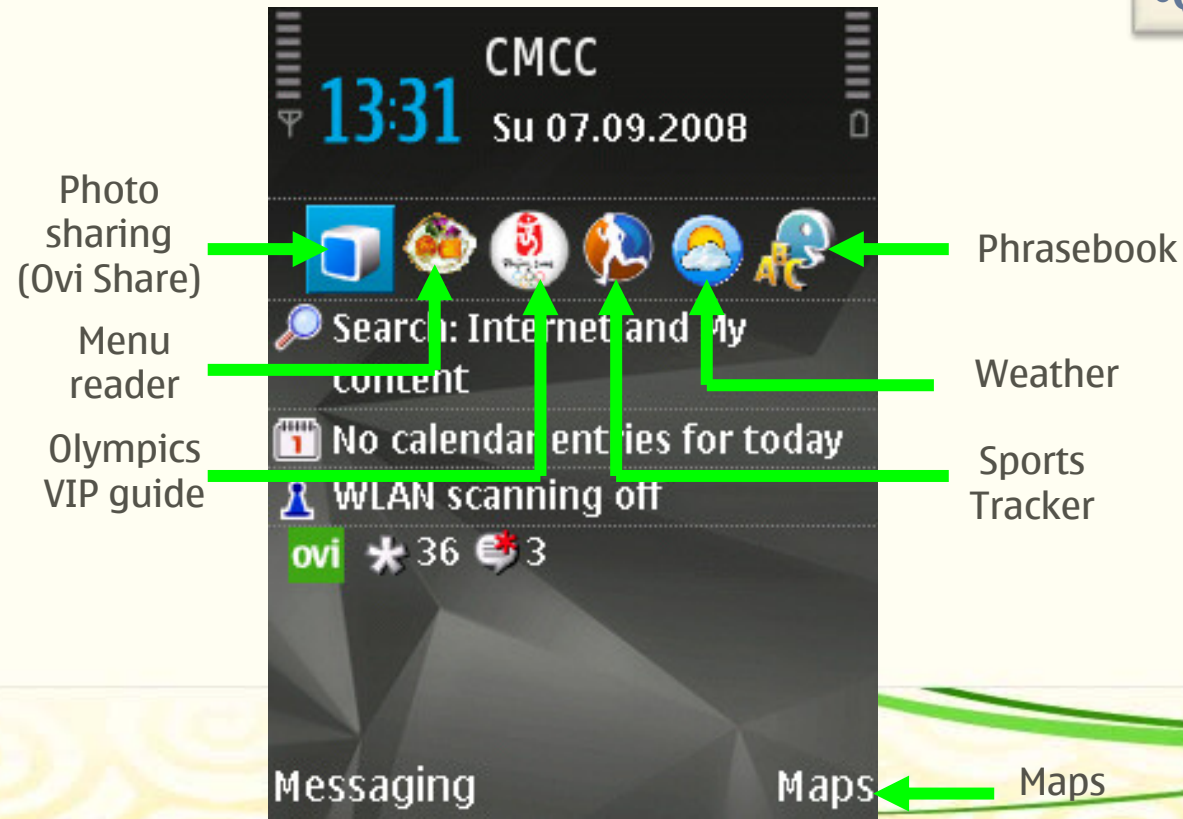 CMCC
13:31
Su 07.09.2008
Photo
sharing
(Ovi Share)
Menu
reader
Olympics
VIP guide
Phrasebook
Weather
Sports
Tracker
ABC
Search: Internet and My
content
1
No calendar entries for today
WLAN scanning off
ovi
36
3
Messaging
Maps
Maps